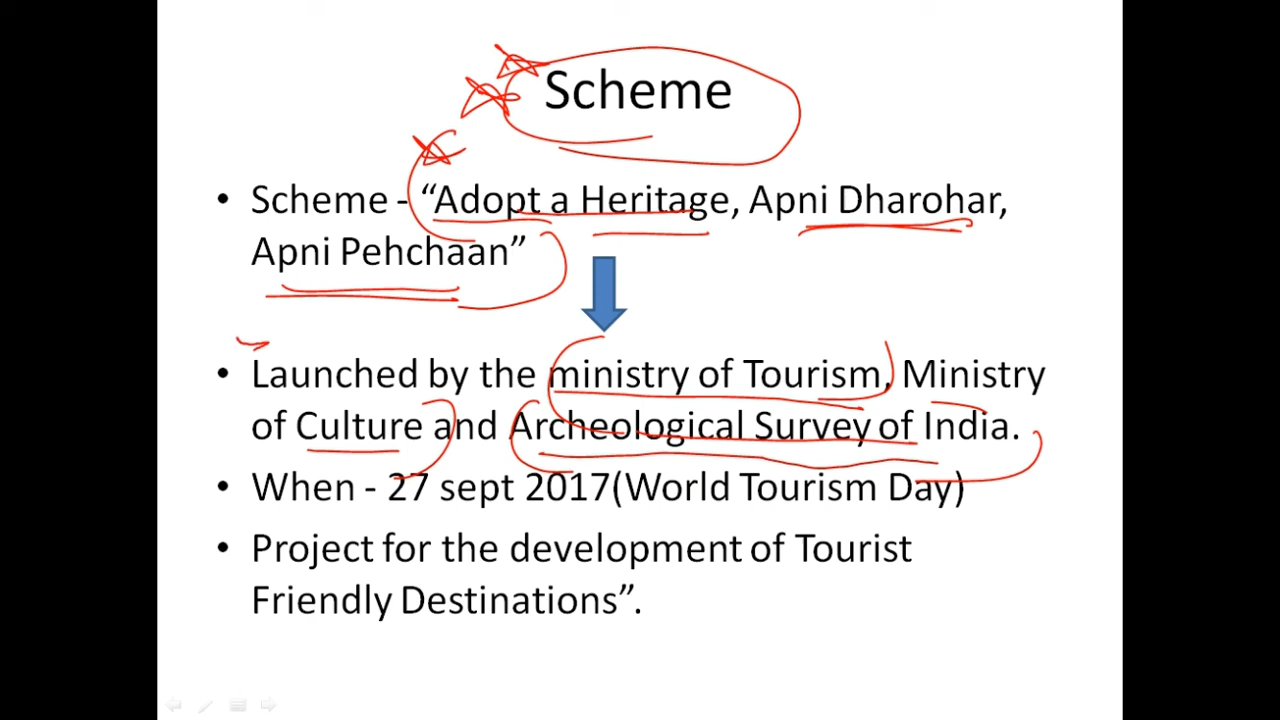 Scheme
• Scheme - “Adopt a Heritage, Apni Dharohar,
Apni Pehchaan”
• Launched by the ministry of Tourism, Ministry
of Culture and Archeological Survey of India.
• When - 27 sept 2017(World Tourism Day)
• Project for the development of Tourist
Friendly Destinations”.